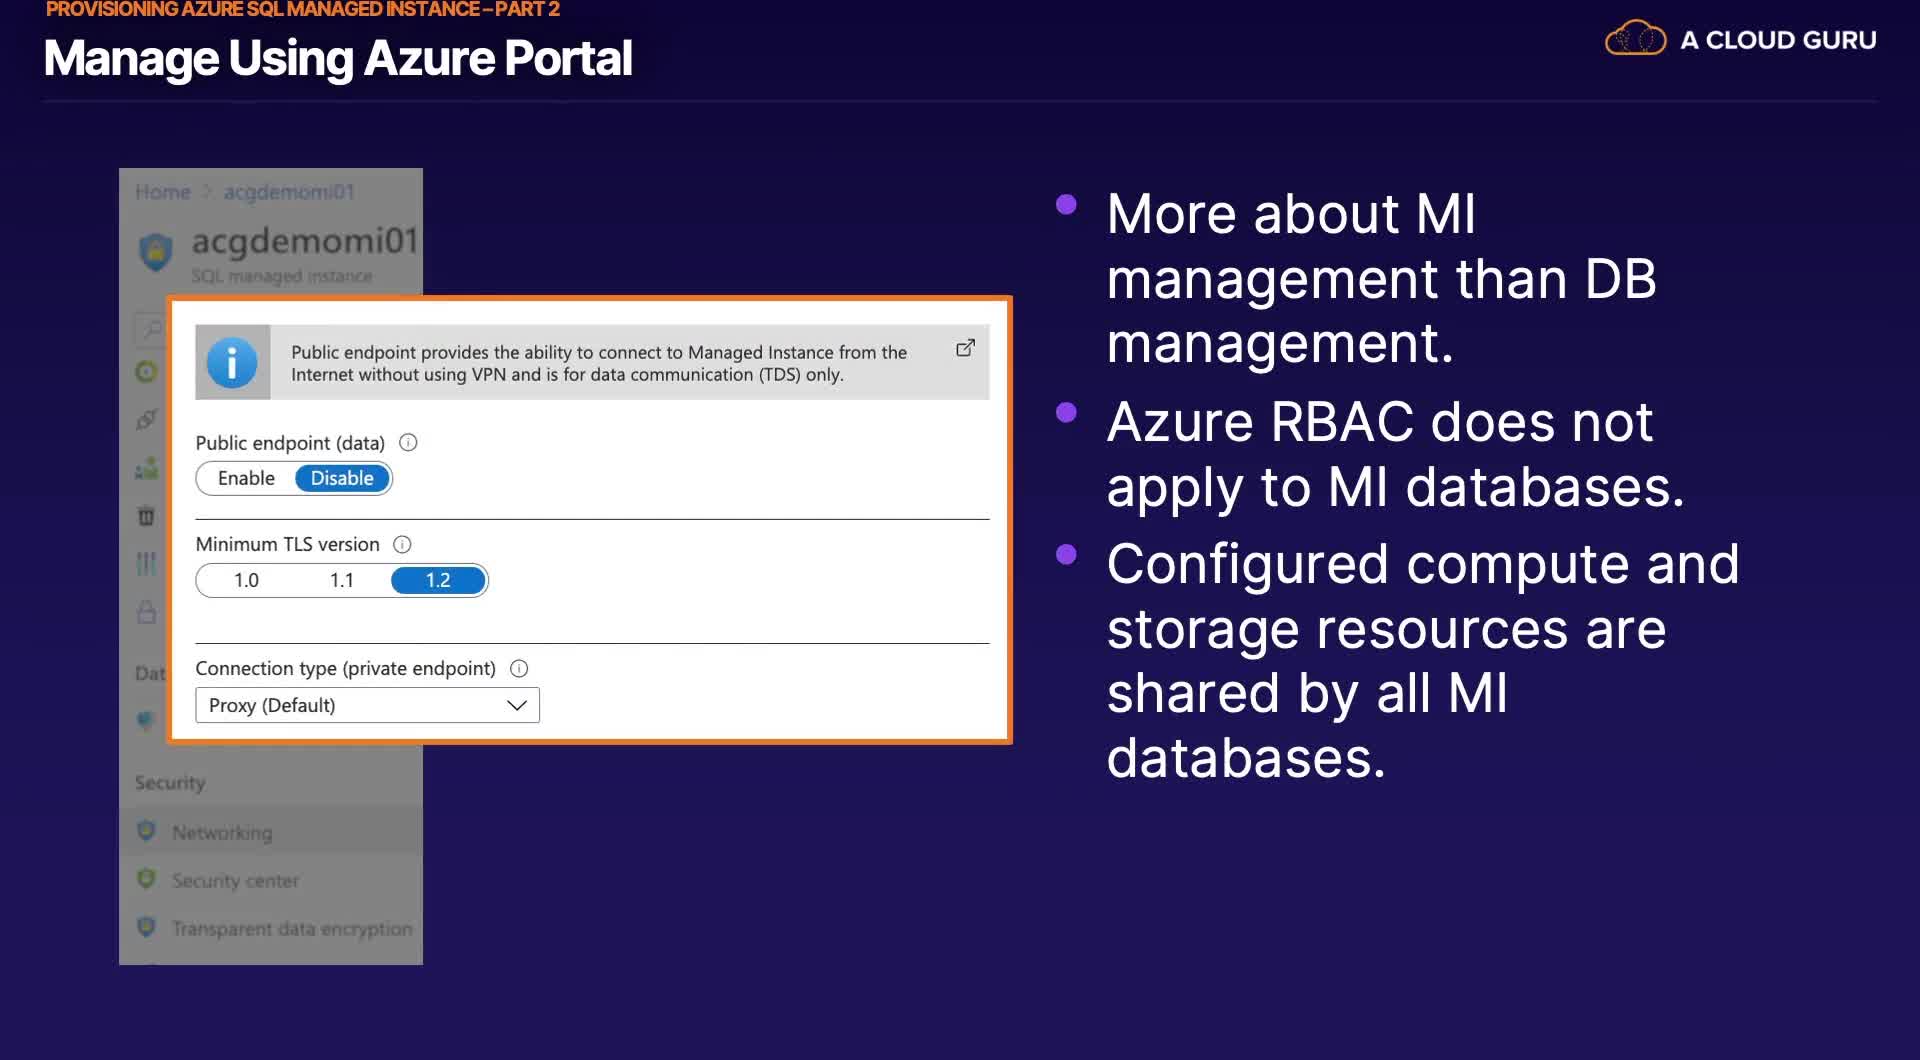 PROVISIONING AZURE SQL MANAGED INSTANCE – PART 2
Manage Using Azure Portal
A CLOUD GURU
Home > acgdemomi01
acgdemomi01
SQL managed instance
Public endpoint provides the ability to connect to Managed Instance from the
Internet without using VPN and is for data communication (TDS) only.
Public endpoint (data)
Enable Disable
Minimum TLS version
1.0 1.1 1.2
Connection type (private endpoint)
Proxy (Default)
Dat
Security
Networking
Security center
Transparent data encryption
• More about MI
management than DB
management.
• Azure RBAC does not
apply to MI databases.
• Configured compute and
storage resources are
shared by all MI
databases.